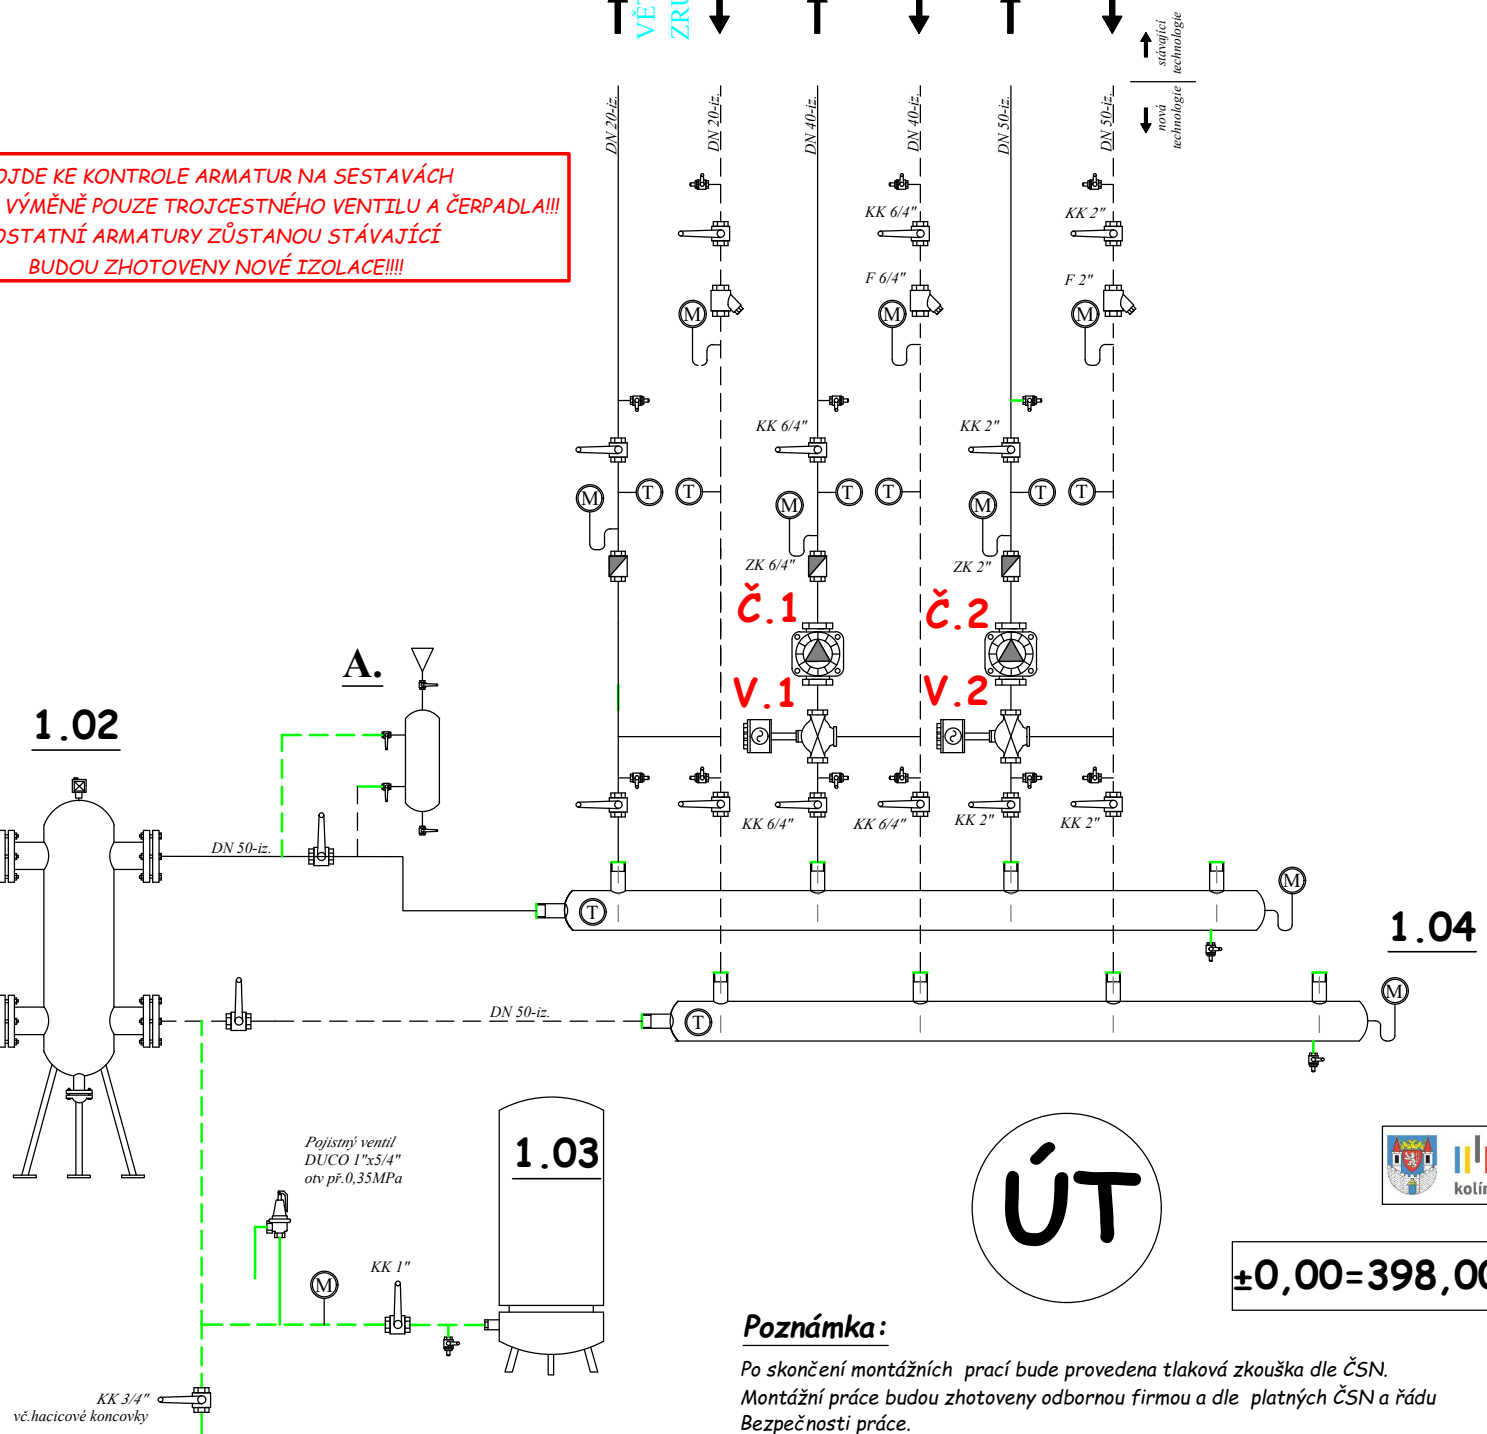 stávající
technologie
nová
technologie
DN 20-iz.
DN 20-iz.
DN 40-iz.
DN 40-iz.
DN 50-iz.
DN 50-iz.
KE KONTROLE ARMATUR NA SESTAVÁCH
VÝMĚNĚ POUZE TROJCESTNÉHO VENTILU A ČERPADLA!!!
OSTATNÍ ARMATURY ZŮSTANOU STÁVAJÍCÍ
BUDOU ZHOTOVENY NOVÉ IZOLACE!!!!
KK 6/4"
KK 2"
F 6/4"
F 2"
M
M
M
KK 6/4"
KK 2"
M
T
T
M
T
T
M
T
T
ZK 6/4"
ZK 2"
Č.1
Č.2
V.1
V.2
A.
1.02
KK 6/4"
KK 6/4"
KK 2"
KK 2"
DN 50-iz.
T
M
1.04
DN 50-iz.
T
M
Pojistný ventil
DUCO 1"x5/4"
otv př.0,35MPa
1.03
ÚT
M
KK 1"
±0,00=398,00
KK 3/4"
vč.hacicové koncovky
Poznámka:
Po skončení montážních prací bude provedena tlaková zkouška dle ČSN.
Montážní práce budou zhotoveny odbornou firmou a dle platných ČSN a řádu
Bezpečnosti práce.